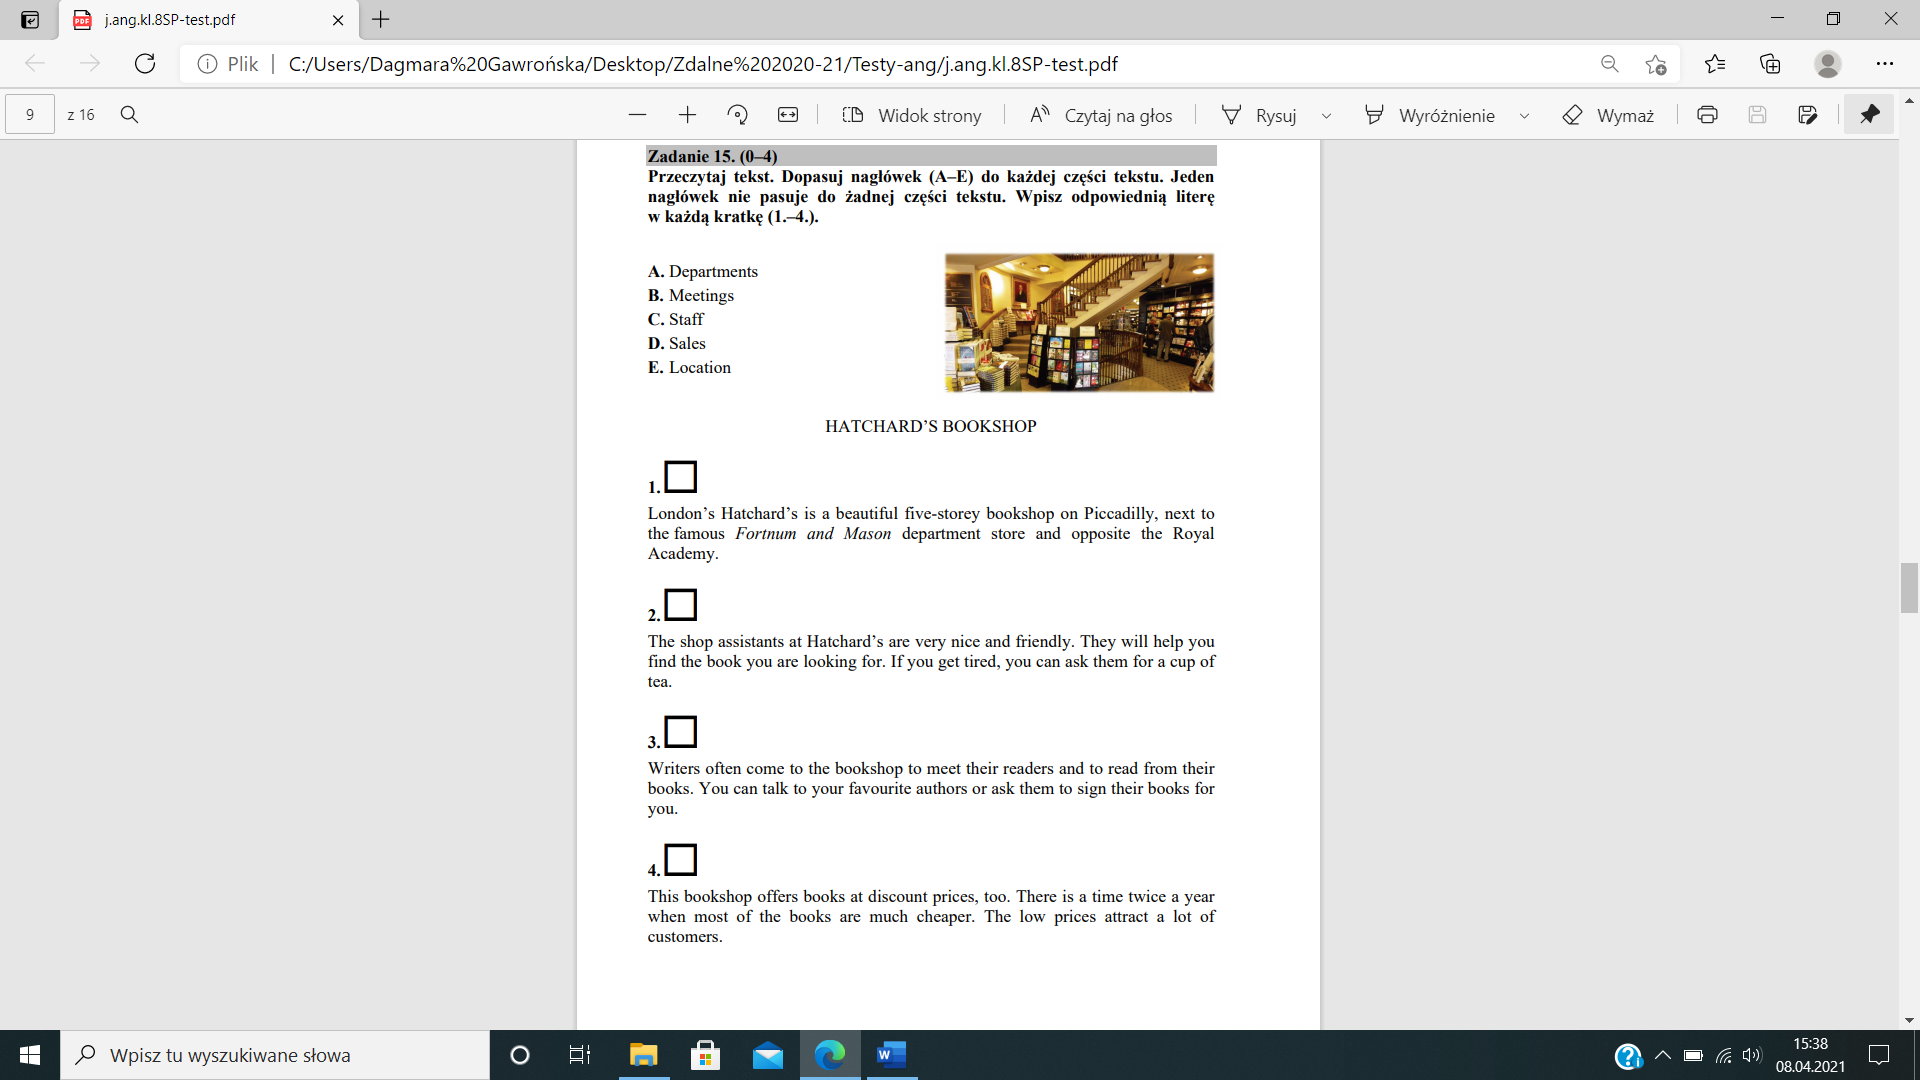 j.ang.kl.8SP-test.pdf
Plik
C:/Users/Dagmara%20Gawrońska/Desktop/Zdalne%202020-21/Testy-ang/j.ang.kl.8SP-test.pdf
9 z 16
Widok strony
Czytaj na głos
Rysuj
Wyróżnienie
Wymaż
Zadanie 15. (0–4)
Przeczytaj tekst. Dopasuj nagłówek (A–E) do każdej części tekstu. Jeden
nagłówek nie pasuje do żadnej części tekstu. Wpisz odpowiednią literę
w każdą kratkę (1.–4.).
A. Departments
B. Meetings
C. Staff
D. Sales
E. Location
HATCHARD’S BOOKSHOP
1.
London’s Hatchard’s is a beautiful five-storey bookshop on Piccadilly, next to
the famous Fortnum and Mason department store and opposite the Royal
Academy.
2.
The shop assistants at Hatchard’s are very nice and friendly. They will help you
find the book you are looking for. If you get tired, you can ask them for a cup of
tea.
3.
Writers often come to the bookshop to meet their readers and to read from their
books. You can talk to your favourite authors or ask them to sign their books for
you.
4.
This bookshop offers books at discount prices, too. There is a time twice a year
when most of the books are much cheaper. The low prices attract a lot of
customers.
Wpisz tu wyszukiwane słowa
15:38
08.04.2021